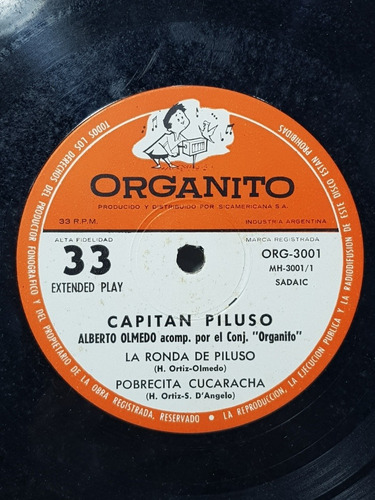 ORGANITO
PRODUCIDO Y DISTRIBUIDO POR SICAMERICANA S A
33 R.P.M.
INDUSTRIA ARGENTINA
ALTA FIDELIDAD
MARCA REGISTRADA
33
EXTENDED PLAY
ORG-3001
MH-3001/1
SADAIC
CAPITAN PILUSO
ALBERTO OLMEDO acomp. por el Conj. "Organito"
LA RONDA DE PILUSO
(H. Ortiz-Olmedo)
POBRECITA CUCARACHA
(H. Ortiz-S. D'Angelo)
TODOS LOS DERECHOS DEL PRODUCTOR FONOGRAFICO Y DEL PROPIETARIO DE LA OBRA REGISTRADA, RESERVADO • LA REPRODUCCION, LA EJECUCION PUBLICA Y LA RADIODIFUSION DE ESTE DISCO ESTAN PROHIBIDAS